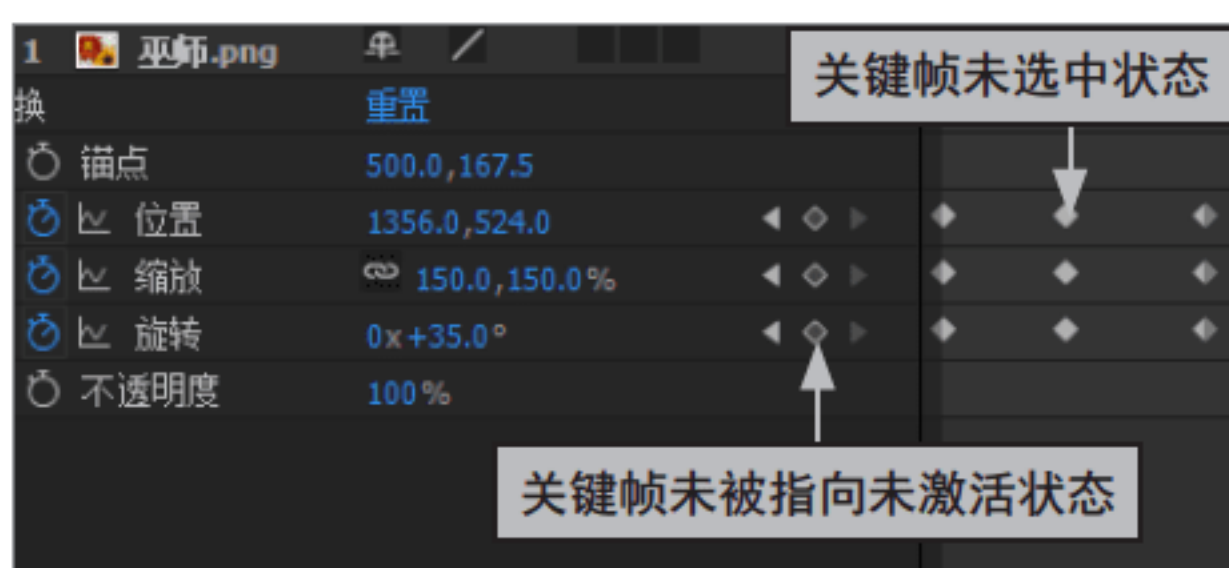 1 巫师.png
关键帧未选中状态
换 重置
锚点 500.0,167.5
位置 1356.0,524.0
缩放 150.0,150.0%
旋转 0x+35.0°
不透明度 100%
关键帧未被指向未激活状态